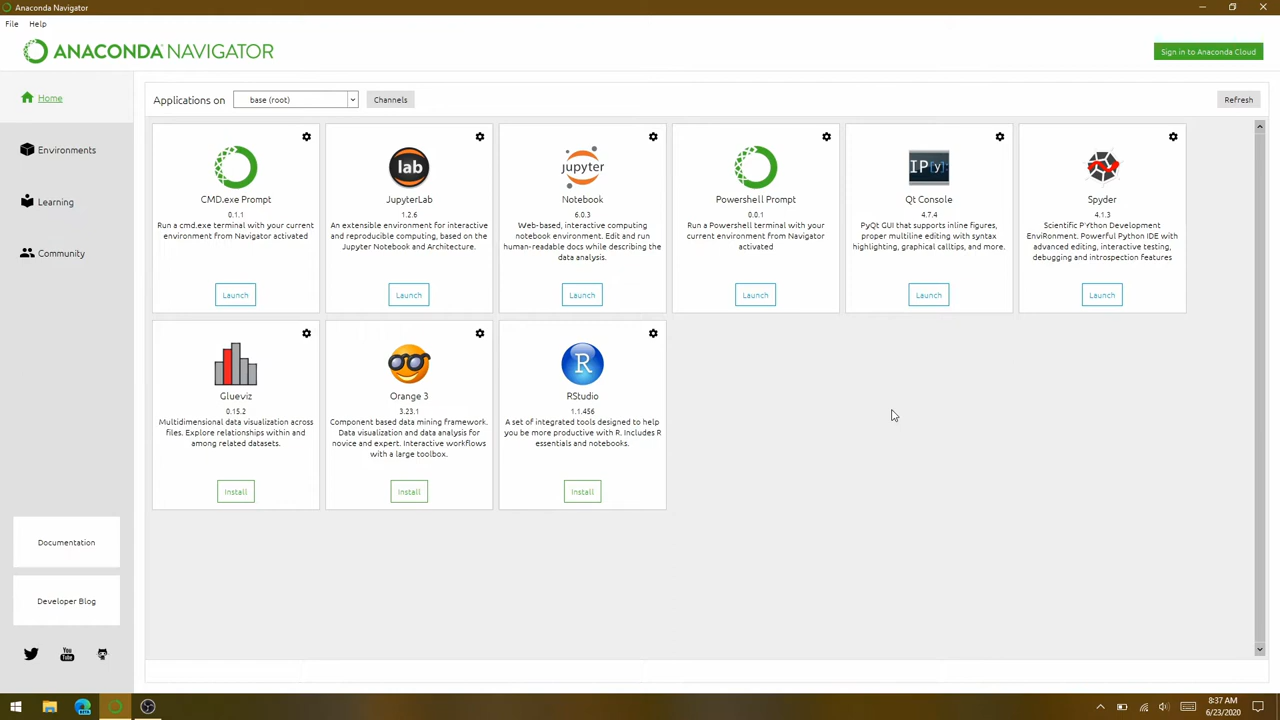 Anaconda Navigator
File Help
ANACONDA NAVIGATOR
Sign in to Anaconda Cloud
Home
Environments
Learning
Community
Documentation
Developer Blog
You
Tube
Applications on base (root) Channels
Refresh
CMD.exe Prompt
0.1.1
Run a cmd.exe terminal with your current
environment from Navigator activated
Launch
lab
JupyterLab
1.2.6
An extensible environment for interactive
and reproducible computing, based on the
Jupyter Notebook and Architecture.
Launch
jupyter
Notebook
6.0.3
Web-based, interactive computing
notebook environment. Edit and run
human-readable docs while describing the
data analysis.
Launch
Powershell Prompt
0.0.1
Run a Powershell terminal with your
current environment from Navigator
activated
Launch
IP[y]:
Qt Console
4.7.4
PyQt GUI that supports inline figures,
proper multiline editing with syntax
highlighting, graphical calltips, and more.
Launch
Spyder
4.1.3
Scientific PYthon Development
EnviRonment. Powerful Python IDE with
advanced editing, interactive testing,
debugging and introspection features
Launch
Glueviz
0.15.2
Multidimensional data visualization across
files. Explore relationships within and
among related datasets.
Install
Orange 3
3.23.1
Component based data mining framework.
Data visualization and data analysis for
novice and expert. Interactive workflows
with a large toolbox.
Install
R
RStudio
1.1.456
A set of integrated tools designed to help
you be more productive with R. Includes R
essentials and notebooks.
Install
8:37 AM
6/23/2020